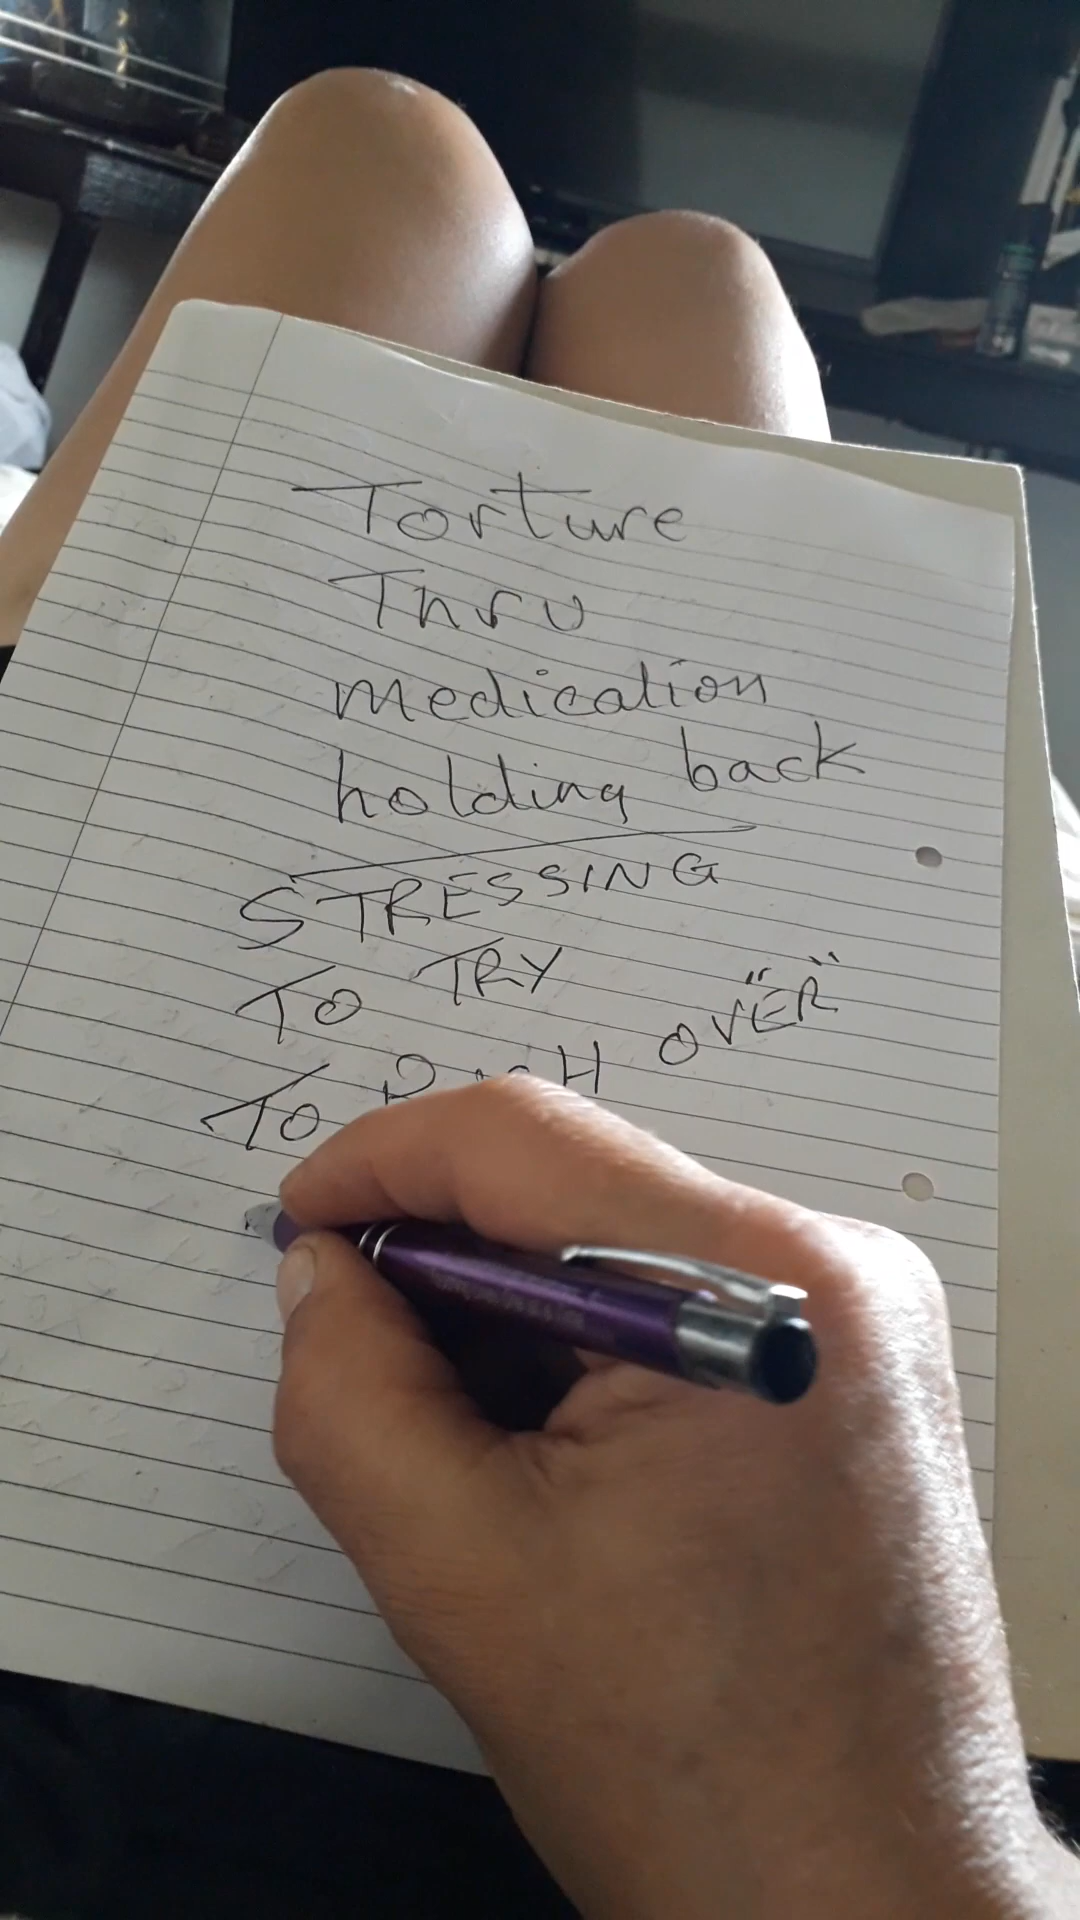 Torture
Thru
medication
holding back
STRESSING
TO TRY
TO OVER"